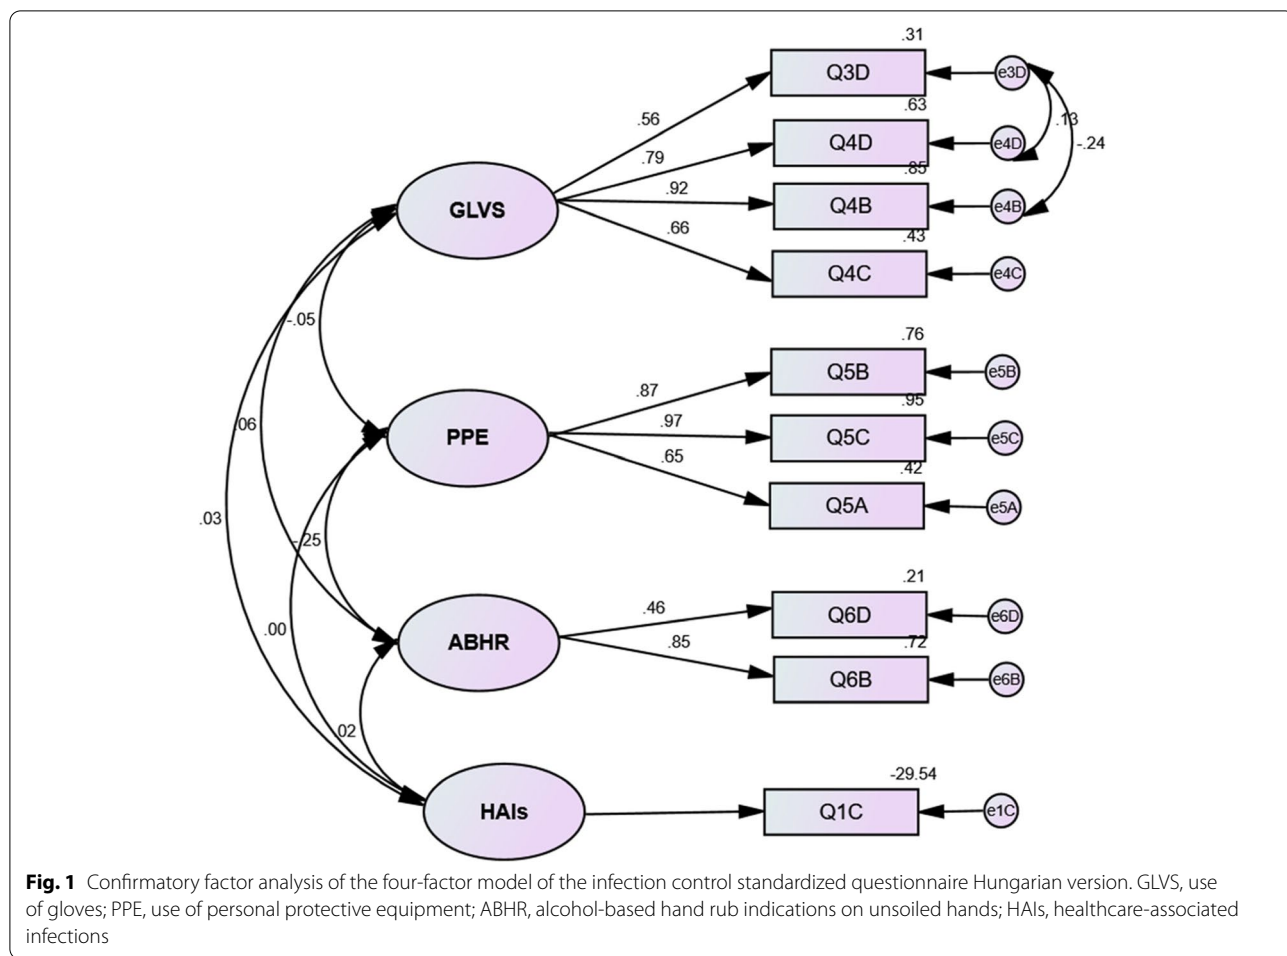 .31
Q3D
e3D
.63
.56
.13
Q4D
e4D
-.24
.79
.85
.92
Q4B
e4B
GLVS
.66
.43
Q4C
e4C
-.05
.76
Q5B
e5B
.87
.95
.06
.97
PPE
Q5C
e5C
.65
.42
Q5A
e5A
.03
-.25
.21
.46
Q6D
e6D
.00
ABHR
.85
.72
Q6B
e6B
.02
-29.54
HAIs
Q1C
e1C
Fig. 1 Confirmatory factor analysis of the four-factor model of the infection control standardized questionnaire Hungarian version. GLVS, use
of gloves; PPE, use of personal protective equipment; ABHR, alcohol-based hand rub indications on unsoiled hands; HAIs, healthcare-associated
infections